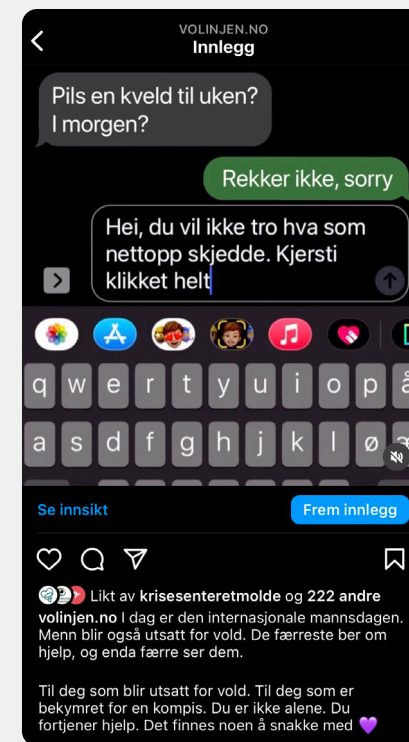 VOLINJEN.NO
Innlegg
Pils en kveld til uken?
I morgen?
Rekker ikke, sorry
Hei, du vil ikke tro hva som
nettopp skjedde. Kjersti
klikket helt
q w e r t y u i o p å
a s d f g h j k l ø æ
Se innsikt
Frem innlegg
Likt av krisesenteretmolde og 222 andre
volinjen.no I dag er den internasjonale mannsdagen.
Menn blir også utsatt for vold. De færreste ber om
hjelp, og enda færre ser dem.
Til deg som blir utsatt for vold. Til deg som er
bekymret for en kompis. Du er ikke alene. Du
fortjener hjelp. Det finnes noen å snakke med 💜